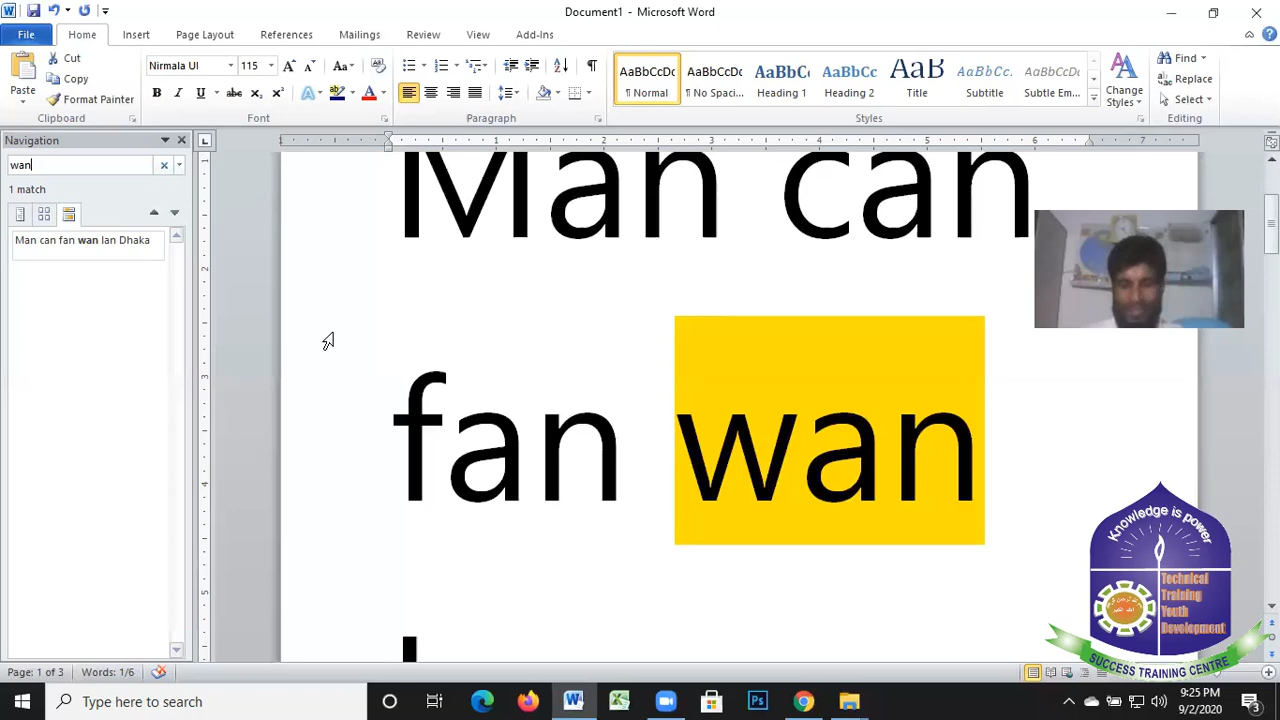 Document1 - Microsoft Word
File Home Insert Page Layout References Mailings Review View Add-Ins
Paste
Cut
Copy
Format Painter
Clipboard
Nirmala UI 115
Font
Paragraph
AaBbCcDc
¶ Normal
AaBbCcDc
¶ No Spaci...
AaBbCc
Heading 1
AaBbCc
Heading 2
AaB
Title
AaBbCcDc
Subtitle
AaBbCcDc
Subtle Em...
Change
Styles
Styles
Find
Replace
Select
Editing
Navigation
wan
1 match
Man can fan wan lan Dhaka
Man can
fan wan
Knowledge is power
Technical
Training
Youth
Development
SUCCESS TRAINING CENTRE
Page: 1 of 3 Words: 1/6
Type here to search
9:25 PM
9/2/2020